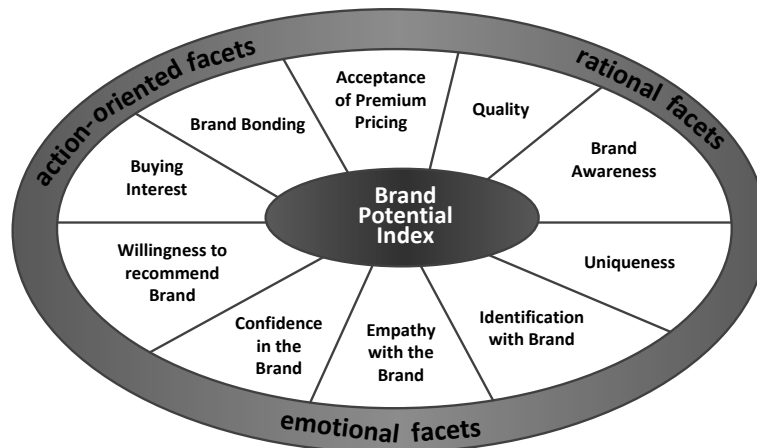 action-oriented facets
rational facets
Acceptance
of Premium
Pricing
Quality
Brand Bonding
Brand
Awareness
Buying
Interest
Brand
Potential
Index
Willingness to
recommend
Brand
Uniqueness
Confidence
in the
Brand
Empathy
with the
Brand
Identification
with Brand
emotional facets